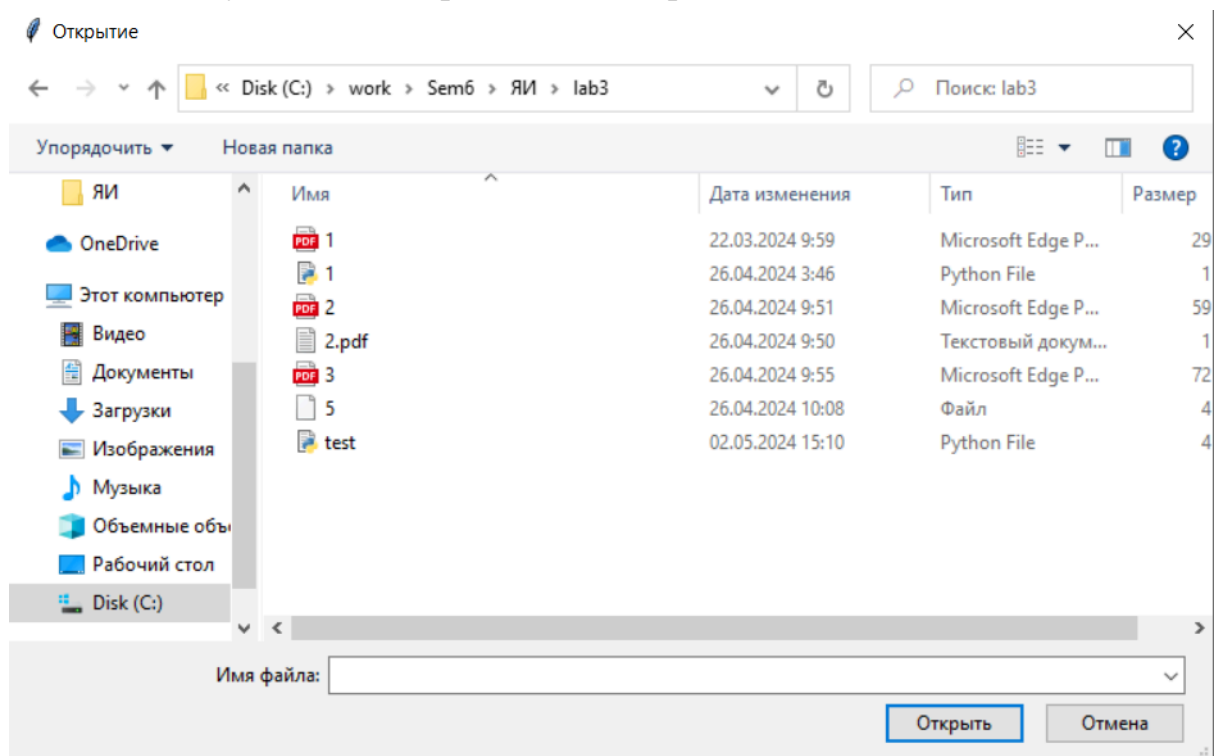 Открытие
« Disk (C:) › work › Sem6 › ЯИ › lab3
Поиск: lab3
Упорядочить Новая папка
ЯИ
OneDrive
Этот компьютер
Видео
Документы
Загрузки
Изображения
Музыка
Объемные объ
Рабочий стол
Disk (C:)
Имя Дата изменения Тип Размер
PDF 1 22.03.2024 9:59 Microsoft Edge P... 29
1 26.04.2024 3:46 Python File 1
PDF 2 26.04.2024 9:51 Microsoft Edge P... 59
2.pdf 26.04.2024 9:50 Текстовый докум... 1
PDF 3 26.04.2024 9:55 Microsoft Edge P... 72
5 26.04.2024 10:08 Файл 4
test 02.05.2024 15:10 Python File 4
Имя файла:
Открыть Отмена